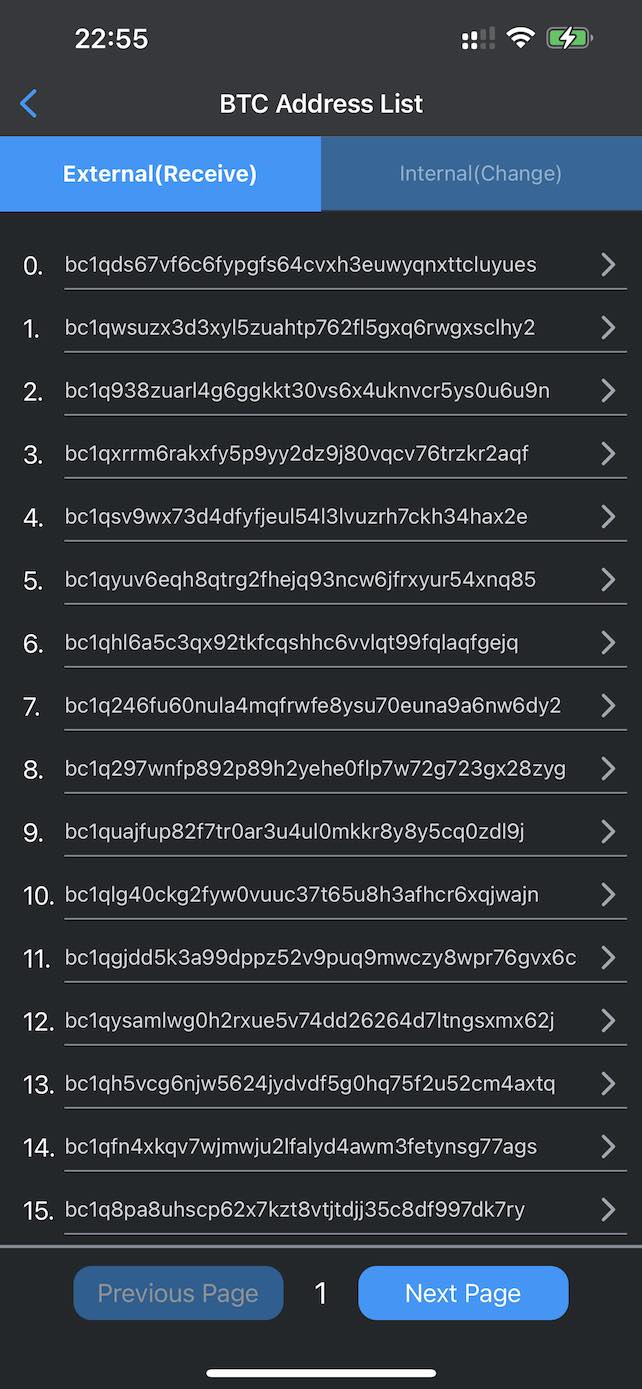 22:55
BTC Address List
External(Receive)
Internal(Change)
0. bc1qds67vf6c6fypgfs64cvxh3euwyqnxttcluyues
1. bc1qwsuzx3d3xyl5zuahtp762fl5gxq6rwgxsclhy2
2. bc1q938zuarl4g6ggkkt30vs6x4uknvcr5ys0u6u9n
3. bc1qxrrm6rakxfy5p9yy2dz9j80vqcv76trzkr2aqf
4. bc1qsv9wx73d4dfyfjeul54l3lvuzrh7ckh34hax2e
5. bc1qyuv6eqh8qtrg2fhejq93ncw6jfrxyur54xnq85
6. bc1qhl6a5c3qx92tkfcqshhc6vvlqt99fqlaqfgejq
7. bc1q246fu60nula4mqfrwfe8ysu70euna9a6nw6dy2
8. bc1q297wnfp892p89h2yehe0flp7w72g723gx28zyg
9. bc1quajfup82f7tr0ar3u4ul0mkkr8y8y5cq0zdl9j
10. bc1qlg40ckg2fyw0vuuc37t65u8h3afhcr6xqjwajn
11. bc1qgjdd5k3a99dppz52v9puq9mwczy8wpr76gvx6c
12. bc1qysamlwg0h2rxue5v74dd26264d7ltngsxmx62j
13. bc1qh5vcg6njw5624jydvdf5g0hq75f2u52cm4axtq
14. bc1qfn4xkqv7wjmwju2lfalyd4awm3fetynsg77ags
15. bc1q8pa8uhscp62x7kzt8vtjtdjj35c8df997dk7ry
Previous Page
1
Next Page